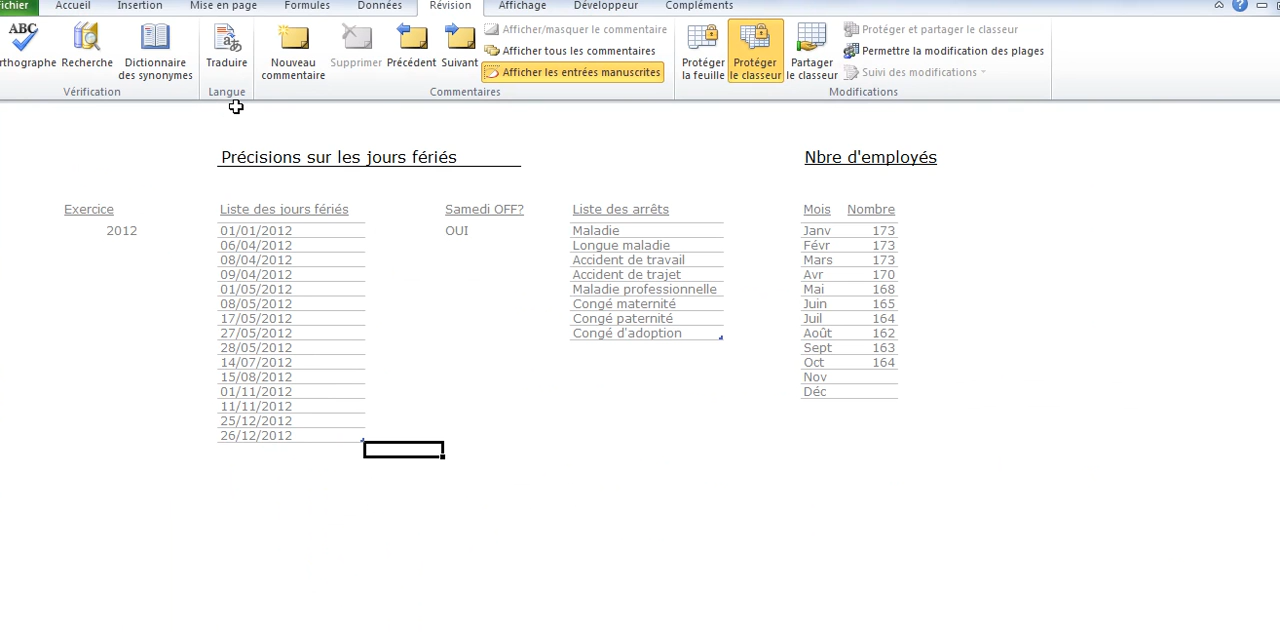 ichier Accueil Insertion Mise en page Formules Données Révision Affichage Développeur Compléments
ABC
rthographe Recherche Dictionnaire des synonymes
Vérification
Traduire
Langue
Nouveau commentaire Supprimer Précédent Suivant
Afficher/masquer le commentaire
Afficher tous les commentaires
Afficher les entrées manuscrites
Commentaires
Protéger la feuille Protéger le classeur Partager le classeur
Protéger et partager le classeur
Permettre la modification des plages
Suivi des modifications
Modifications
Précisions sur les jours fériés Nbre d'employés
Exercice Liste des jours fériés Samedi OFF? Liste des arrêts Mois Nombre
2012 01/01/2012 OUI Maladie Janv 173
06/04/2012 Longue maladie Févr 173
08/04/2012 Accident de travail Mars 173
09/04/2012 Accident de trajet Avr 170
01/05/2012 Maladie professionnelle Mai 168
08/05/2012 Congé maternité Juin 165
17/05/2012 Congé paternité Juil 164
27/05/2012 Congé d'adoption Août 162
28/05/2012 Sept 163
14/07/2012 Oct 164
15/08/2012 Nov
01/11/2012 Déc
11/11/2012
25/12/2012
26/12/2012